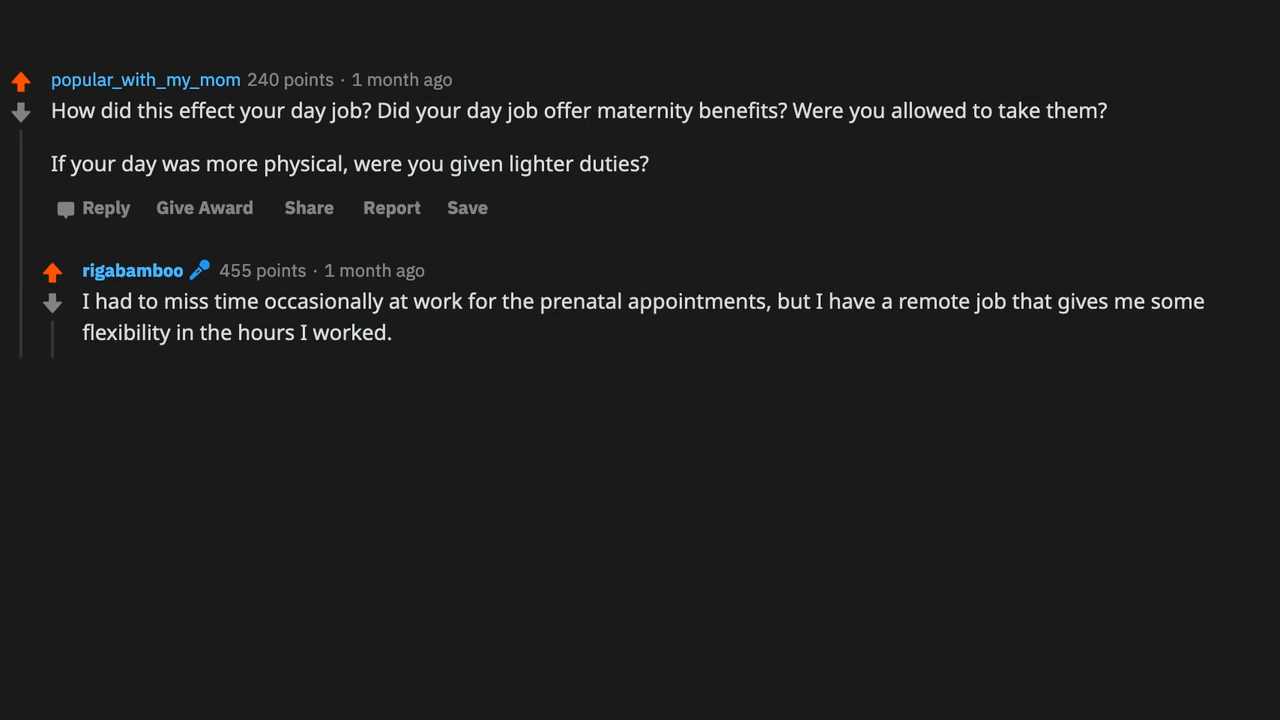 popular_with_my_mom 240 points · 1 month ago
How did this effect your day job? Did your day job offer maternity benefits? Were you allowed to take them?
If your day was more physical, were you given lighter duties?
Reply Give Award Share Report Save
rigabamboo 455 points · 1 month ago
I had to miss time occasionally at work for the prenatal appointments, but I have a remote job that gives me some
flexibility in the hours I worked.